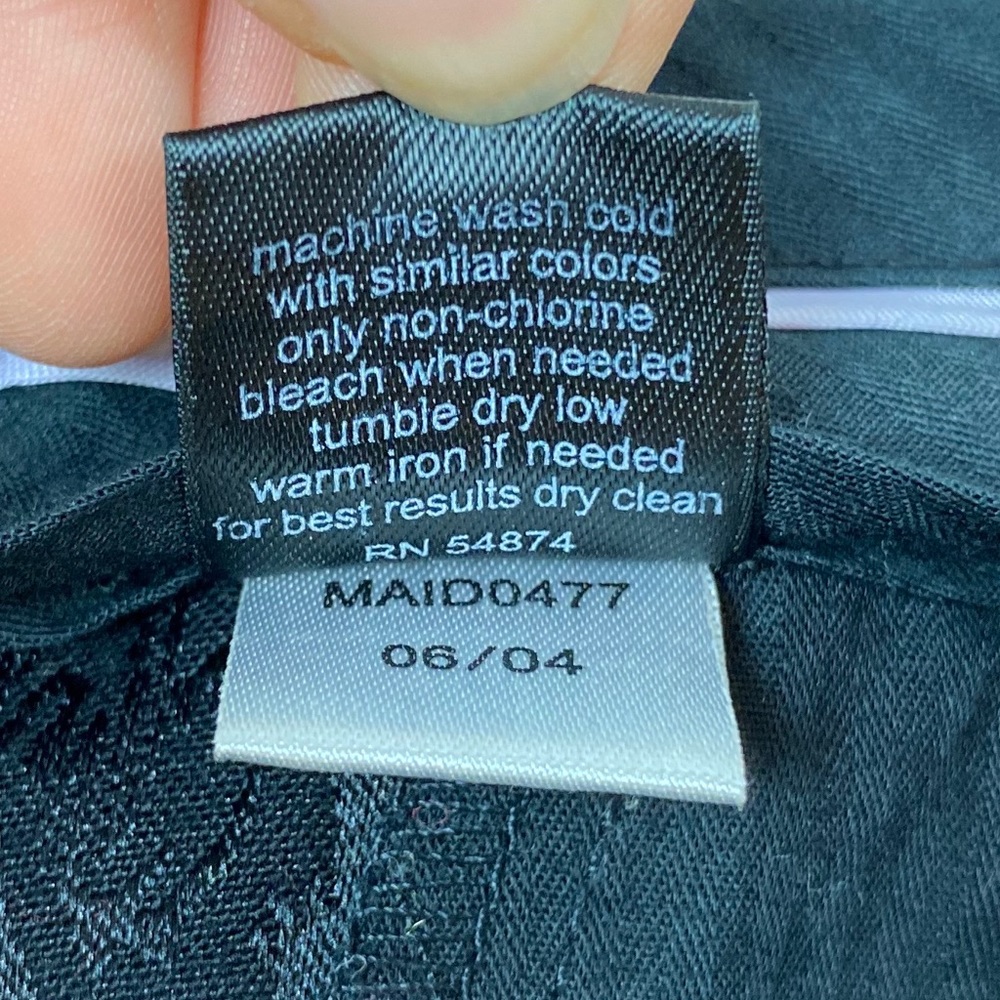 machine wash cold
with similar colors
only non-chlorine
bleach when needed
tumble dry low
warm iron if needed
for best results dry clean
RN 54874
MAID0477
06/04